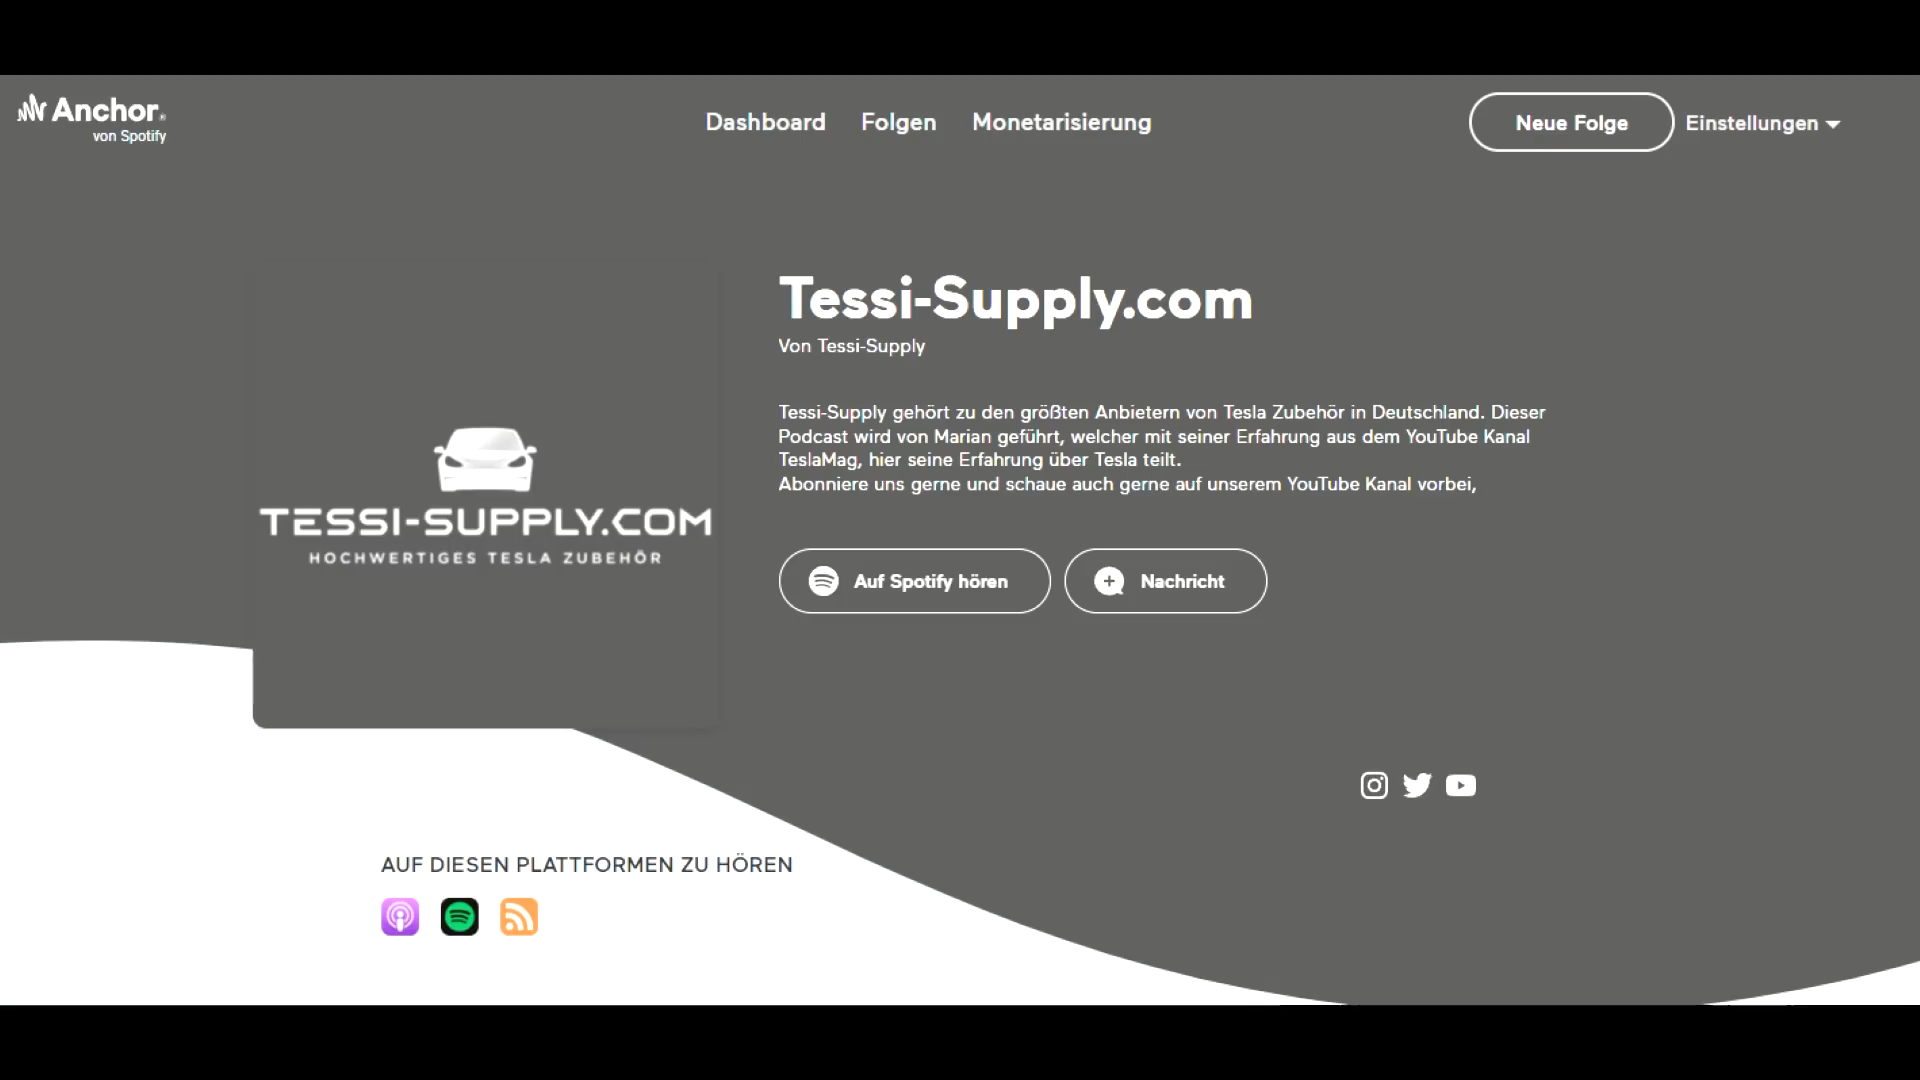 Anchor
von Spotify
Dashboard
Folgen
Monetarisierung
Neue Folge
Einstellungen
TESSI-SUPPLY.COM
HOCHWERTIGES TESLA ZUBEHÖR
Tessi-Supply.com
Von Tessi-Supply
Tessi-Supply gehört zu den größten Anbietern von Tesla Zubehör in Deutschland. Dieser
Podcast wird von Marian geführt, welcher mit seiner Erfahrung aus dem YouTube Kanal
TeslaMag, hier seine Erfahrung über Tesla teilt.
Abonniere uns gerne und schaue auch gerne auf unserem YouTube Kanal vorbei,
Auf Spotify hören
Nachricht
AUF DIESEN PLATTFORMEN ZU HÖREN